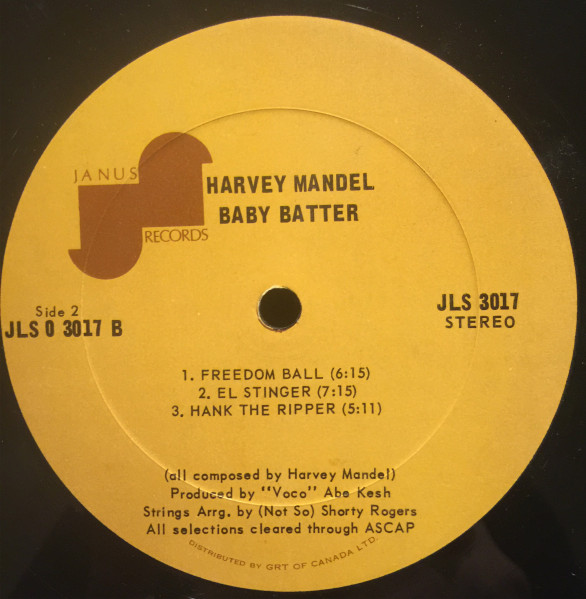 JANUS
RECORDS
HARVEY MANDEL
BABY BATTER
Side 2
JLS 0 3017 B
JLS 3017
STEREO
1. FREEDOM BALL (6:15)
2. EL STINGER (7:15)
3. HANK THE RIPPER (5:11)
(all composed by Harvey Mandel)
Produced by "Voco" Abe Kesh
Strings Arrg. by (Not So) Shorty Rogers
All selections cleared through ASCAP
DISTRIBUTED BY GRT OF CANADA LTD.